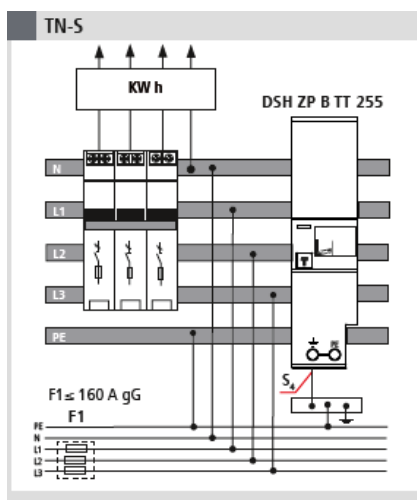 TN-S
KW h
DSH ZP B TT 255
N
L1
L2
L3
PE
PE
S4
F1≤ 160 A gG
F1
PE
N
L1
L2
L3